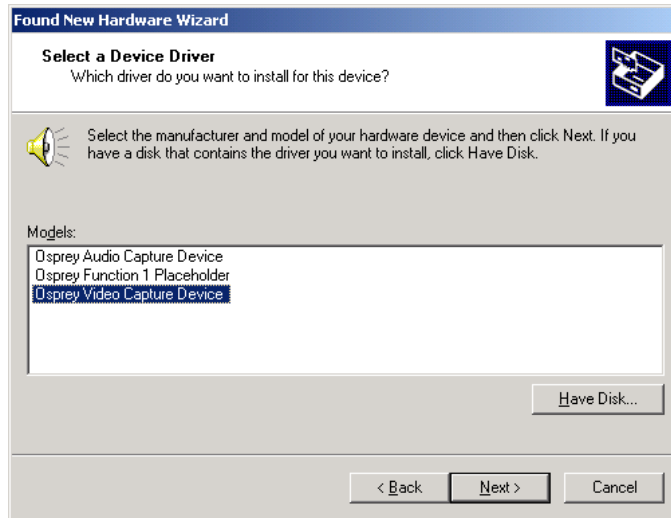 Found New Hardware Wizard
Select a Device Driver
Which driver do you want to install for this device?
Select the manufacturer and model of your hardware device and then click Next. If you
have a disk that contains the driver you want to install, click Have Disk.
Models:
Osprey Audio Capture Device
Osprey Function 1 Placeholder
Osprey Video Capture Device
Have Disk...
< Back
Next >
Cancel